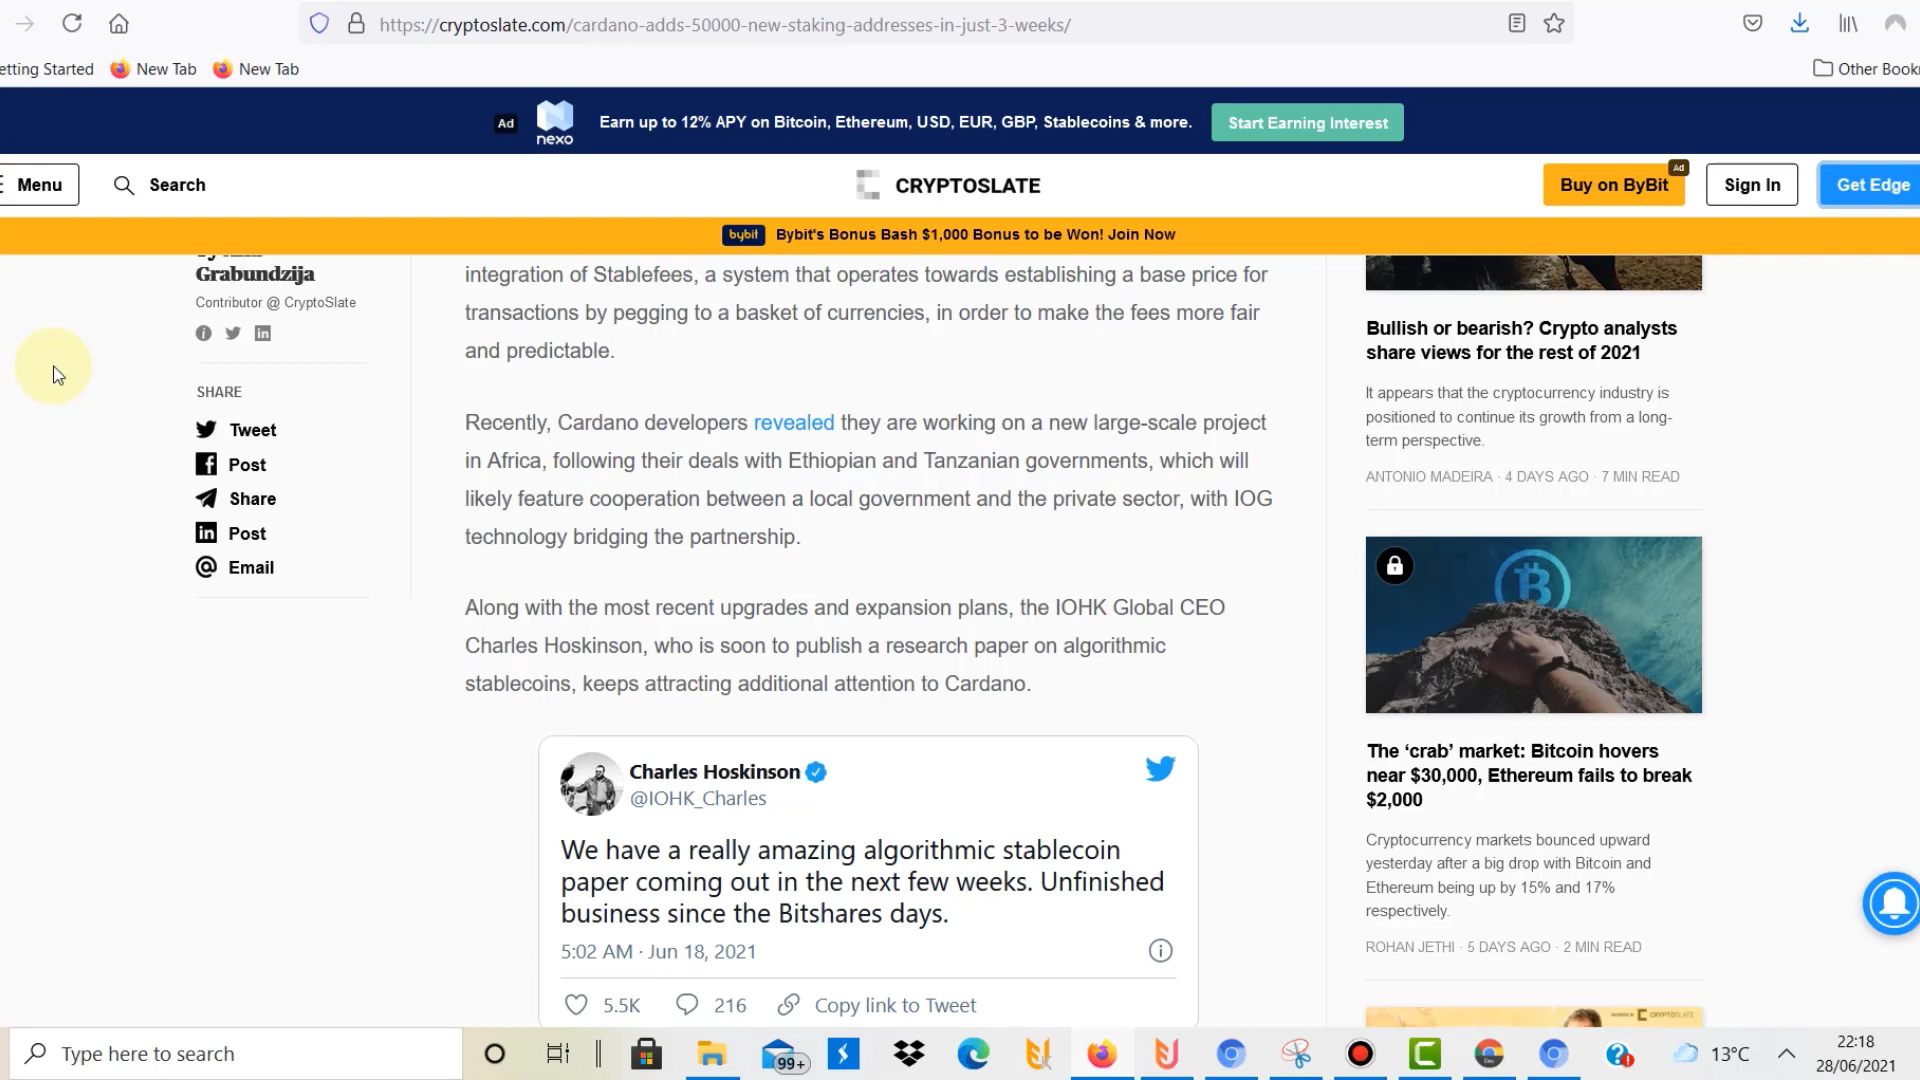 https://cryptoslate.com/cardano-adds-50000-new-staking-addresses-in-just-3-weeks/
etting Started
New Tab
New Tab
Other Book
Ad
nexo
Earn up to 12% APY on Bitcoin, Ethereum, USD, EUR, GBP, Stablecoins & more.
Start Earning Interest
Menu
Search
CRYPTOSLATE
Buy on ByBit
Ad
Sign In
Get Edge
bybit
Bybit's Bonus Bash $1,000 Bonus to be Won! Join Now
Grabundzija
Contributor @ CryptoSlate
SHARE
Tweet
Post
Share
Post
Email
integration of Stablefees, a system that operates towards establishing a base price for
transactions by pegging to a basket of currencies, in order to make the fees more fair
and predictable.
Recently, Cardano developers revealed they are working on a new large-scale project
in Africa, following their deals with Ethiopian and Tanzanian governments, which will
likely feature cooperation between a local government and the private sector, with IOG
technology bridging the partnership.
Along with the most recent upgrades and expansion plans, the IOHK Global CEO
Charles Hoskinson, who is soon to publish a research paper on algorithmic
stablecoins, keeps attracting additional attention to Cardano.
Charles Hoskinson
@IOHK_Charles
We have a really amazing algorithmic stablecoin
paper coming out in the next few weeks. Unfinished
business since the Bitshares days.
5:02 AM · Jun 18, 2021
5.5K
216
Copy link to Tweet
Bullish or bearish? Crypto analysts
share views for the rest of 2021
It appears that the cryptocurrency industry is
positioned to continue its growth from a long-
term perspective.
ANTONIO MADEIRA · 4 DAYS AGO · 7 MIN READ
The ‘crab’ market: Bitcoin hovers
near $30,000, Ethereum fails to break
$2,000
Cryptocurrency markets bounced upward
yesterday after a big drop with Bitcoin and
Ethereum being up by 15% and 17%
respectively.
ROHAN JETHI · 5 DAYS AGO · 2 MIN READ
CRYPTOSLATE
Type here to search
99+
Dev
13°C
22:18
28/06/2021